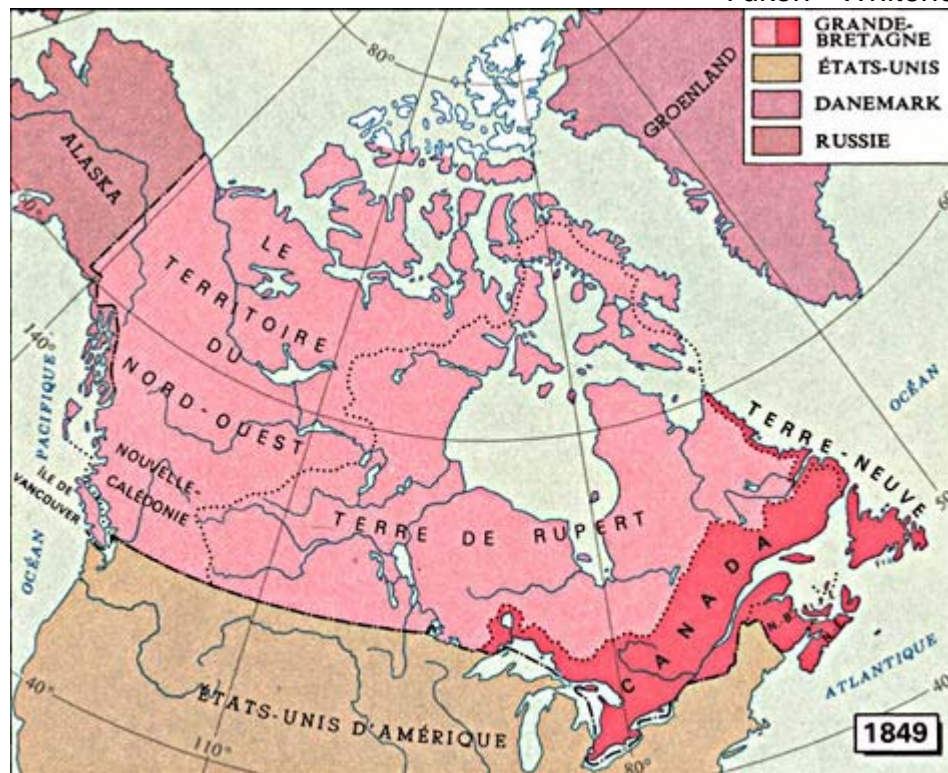 GRANDE-
BRETAGNE
ÉTATS-UNIS
DANEMARK
RUSSIE
80°
GROENLAND
ALASKA
LE
TERRITOIRE
DU
NORD-OUEST
140°
PACIFIQUE
OCÉAN
NOUVELLE-
CALÉDONIE
ÎLE DE
VANCOUVER
OCÉAN
TERRE DE RUPERT
TERRE-NEUVE
CANADA
N.-B.
ATLANTIQUE
ÉTATS-UNIS D'AMÉRIQUE
40°
110°
80°
1849